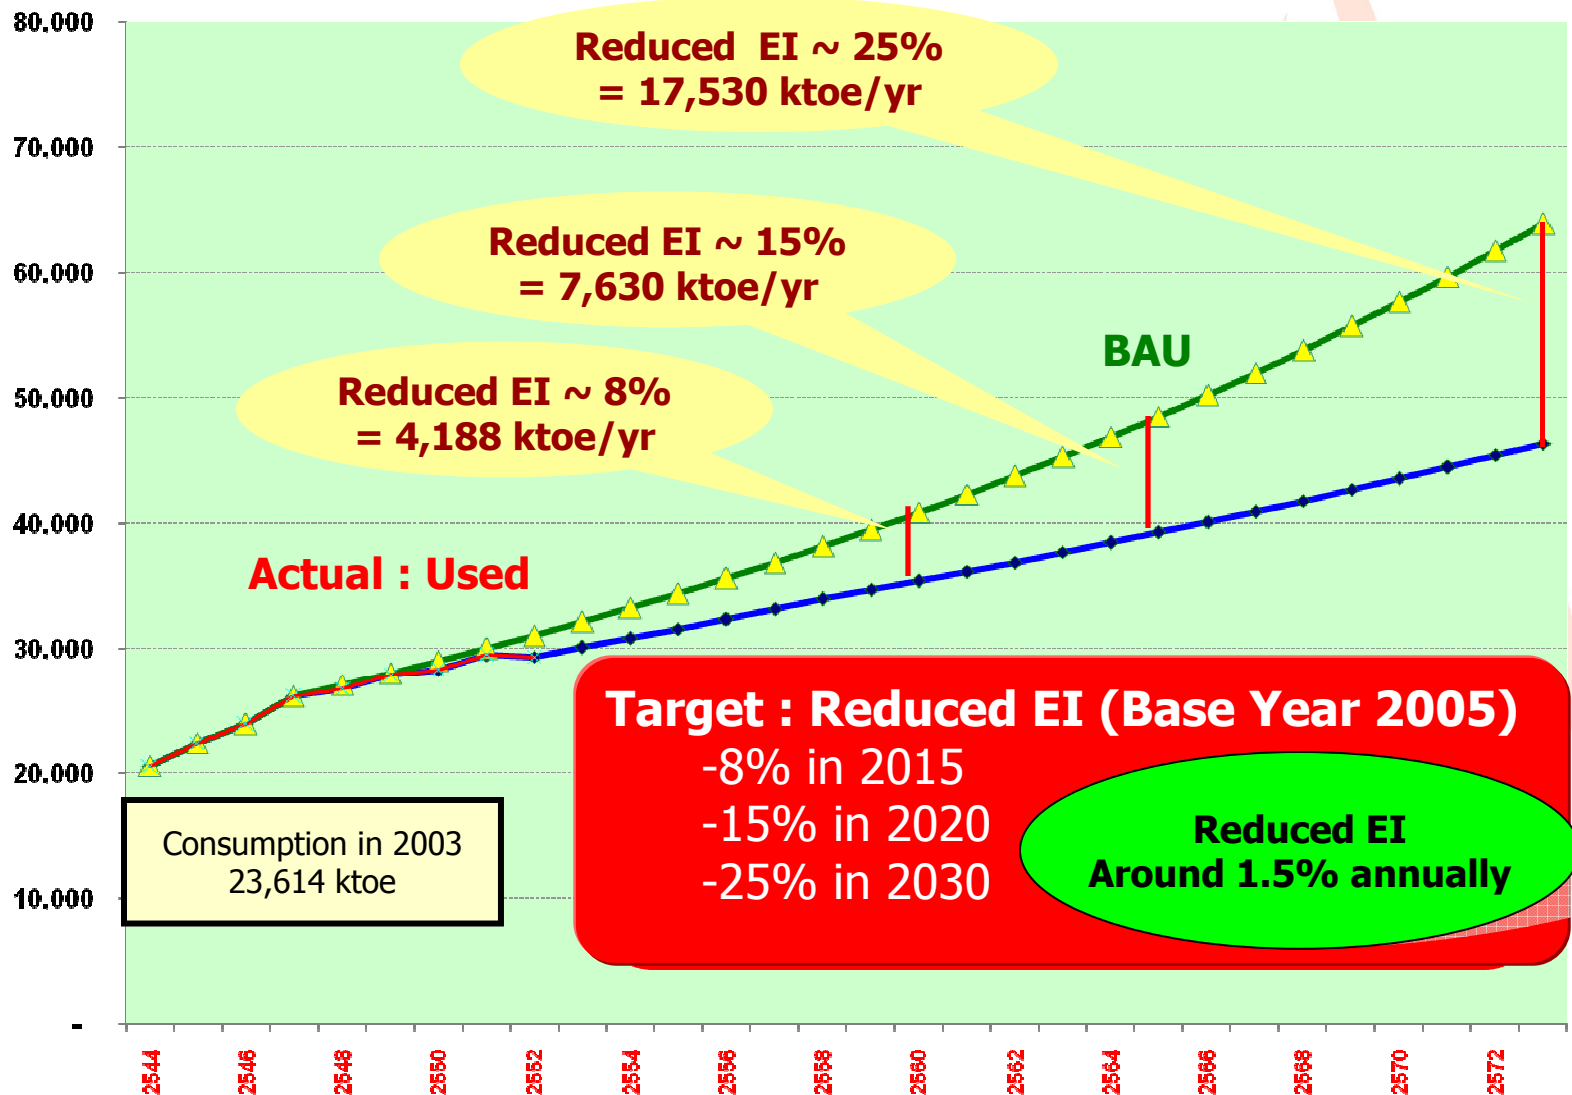 80,000
70,000
60,000
50,000
40,000
30,000
20,000
10,000
-
Reduced EI ~ 25%
= 17,530 ktoe/yr
Reduced EI ~ 15%
= 7,630 ktoe/yr
BAU
Reduced EI ~ 8%
= 4,188 ktoe/yr
Actual : Used
Target : Reduced EI (Base Year 2005)
-8% in 2015
-15% in 2020
-25% in 2030
Reduced EI
Around 1.5% annually
Consumption in 2003
23,614 ktoe
2544
2546
2548
2550
2552
2554
2556
2558
2560
2562
2564
2566
2568
2570
2572